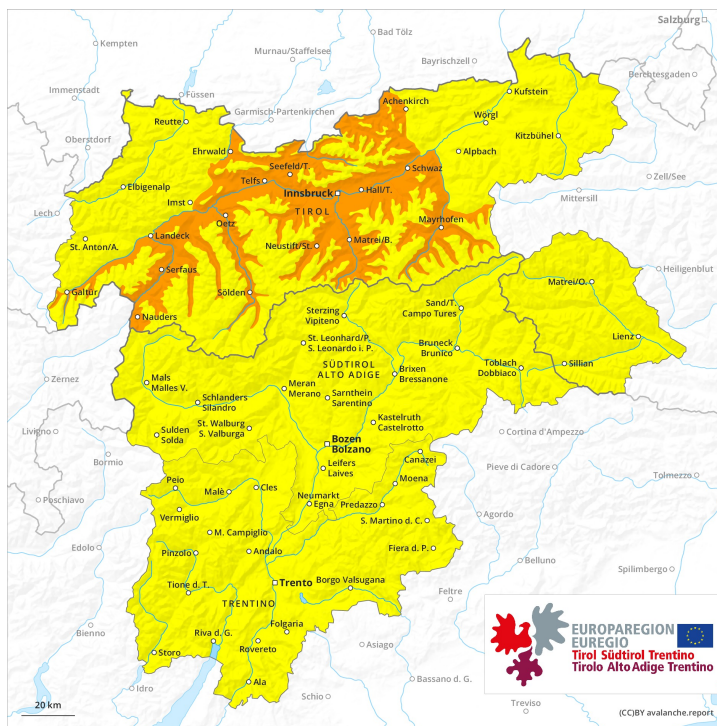 Salzburg
Kempten
Bad Tölz
Murnau/Staffelsee
Bayrischzell
Berchtesgaden
Immenstadt
Füssen
Garmisch-Partenkirchen
Achenkirch
Kufstein
Reutte
Wörgl
Oberstdorf
Ehrwald
Kitzbühel
Seefeld/T.
Alpbach
Schwaz
Telfs
Zell/See
Elbigenalp
Innsbruck
Hall/T.
Mittersill
Imst
TIROL
Lech
Oetz
Mayrhofen
St. Anton/A.
Landeck
Neustift/St.
Matrei/B.
Serfaus
Heiligenblut
Galtür
Sölden
Matrei/O.
Nauders
Sterzing
Vipiteno
Sand/T.
Campo Tures
Lienz
St. Leonhard/P.
S. Leonardo i. P.
Bruneck
Brunico
Sillian
Zernez
SÜDTIROL
ALTO ADIGE
Toblach
Dobbiaco
Mals
Malles V.
Meran
Merano
Brixen
Bressanone
Schlanders
Silandro
Sarnthein
Sarentino
Livigno
St. Walburg
S. Valburga
Kastelruth
Castelrotto
Sulden
Solda
Cortina d'Ampezzo
Bozen
Bolzano
Bormio
Canazei
Pieve di Cadore
Leifers
Laives
Tolmezzo
Poschiavo
Peio
Malè
Cles
Moena
Neumarkt
Egna
Predazzo
Vermiglio
Agordo
S. Martino d. C.
M. Campiglio
Edolo
Pinzolo
Andalo
Fiera d. P.
Belluno
Spilimbergo
Tione d. T.
Trento
Borgo Valsugana
Feltre
TRENTINO
Folgaria
Bienno
Riva d. G.
Rovereto
Asiago
Storo
Bassano d. G.
Ala
Idro
Schio
Treviso
20 km
EUROPAREGION
EUREGIO
Tirol Südtirol Trentino
Tirolo Alto Adige Trentino
(CC)BY avalanche.report